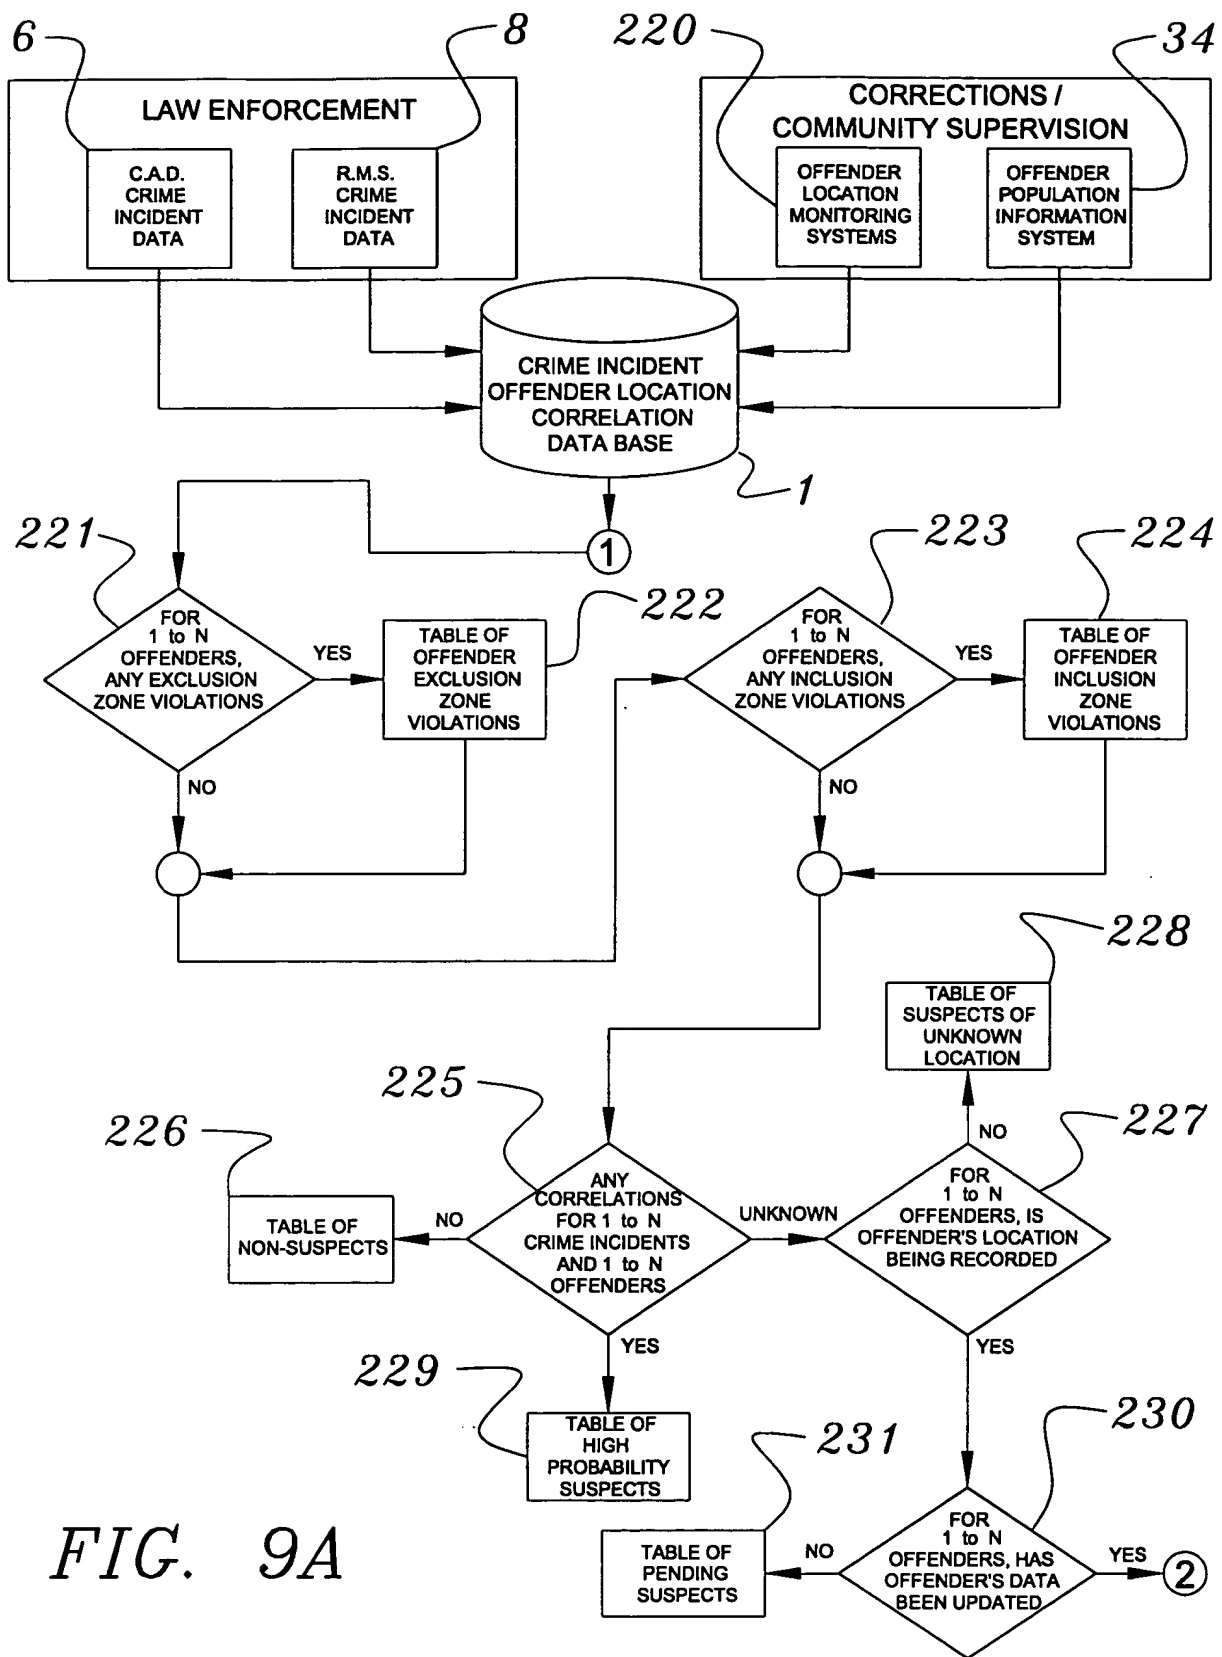 6
8
220
34
LAW ENFORCEMENT
C.A.D.
CRIME
INCIDENT
DATA
R.M.S.
CRIME
INCIDENT
DATA
CORRECTIONS /
COMMUNITY SUPERVISION
OFFENDER
LOCATION
MONITORING
SYSTEMS
OFFENDER
POPULATION
INFORMATION
SYSTEM
CRIME INCIDENT
OFFENDER LOCATION
CORRELATION
DATA BASE
1
1
221
FOR
1 to N
OFFENDERS,
ANY EXCLUSION
ZONE VIOLATIONS
YES
NO
222
TABLE OF
OFFENDER
EXCLUSION
ZONE
VIOLATIONS
223
FOR
1 to N
OFFENDERS,
ANY INCLUSION
ZONE VIOLATIONS
YES
NO
224
TABLE OF
OFFENDER
INCLUSION
ZONE
VIOLATIONS
228
TABLE OF
SUSPECTS OF
UNKNOWN
LOCATION
225
ANY
CORRELATIONS
FOR 1 to N
CRIME INCIDENTS
AND 1 to N
OFFENDERS
NO
UNKNOWN
YES
226
TABLE OF
NON-SUSPECTS
227
NO
FOR
1 to N
OFFENDERS, IS
OFFENDER'S LOCATION
BEING RECORDED
YES
229
TABLE OF
HIGH
PROBABILITY
SUSPECTS
231
TABLE OF
PENDING
SUSPECTS
230
NO
FOR
1 to N
OFFENDERS, HAS
OFFENDER'S DATA
BEEN UPDATED
YES
2
FIG. 9A